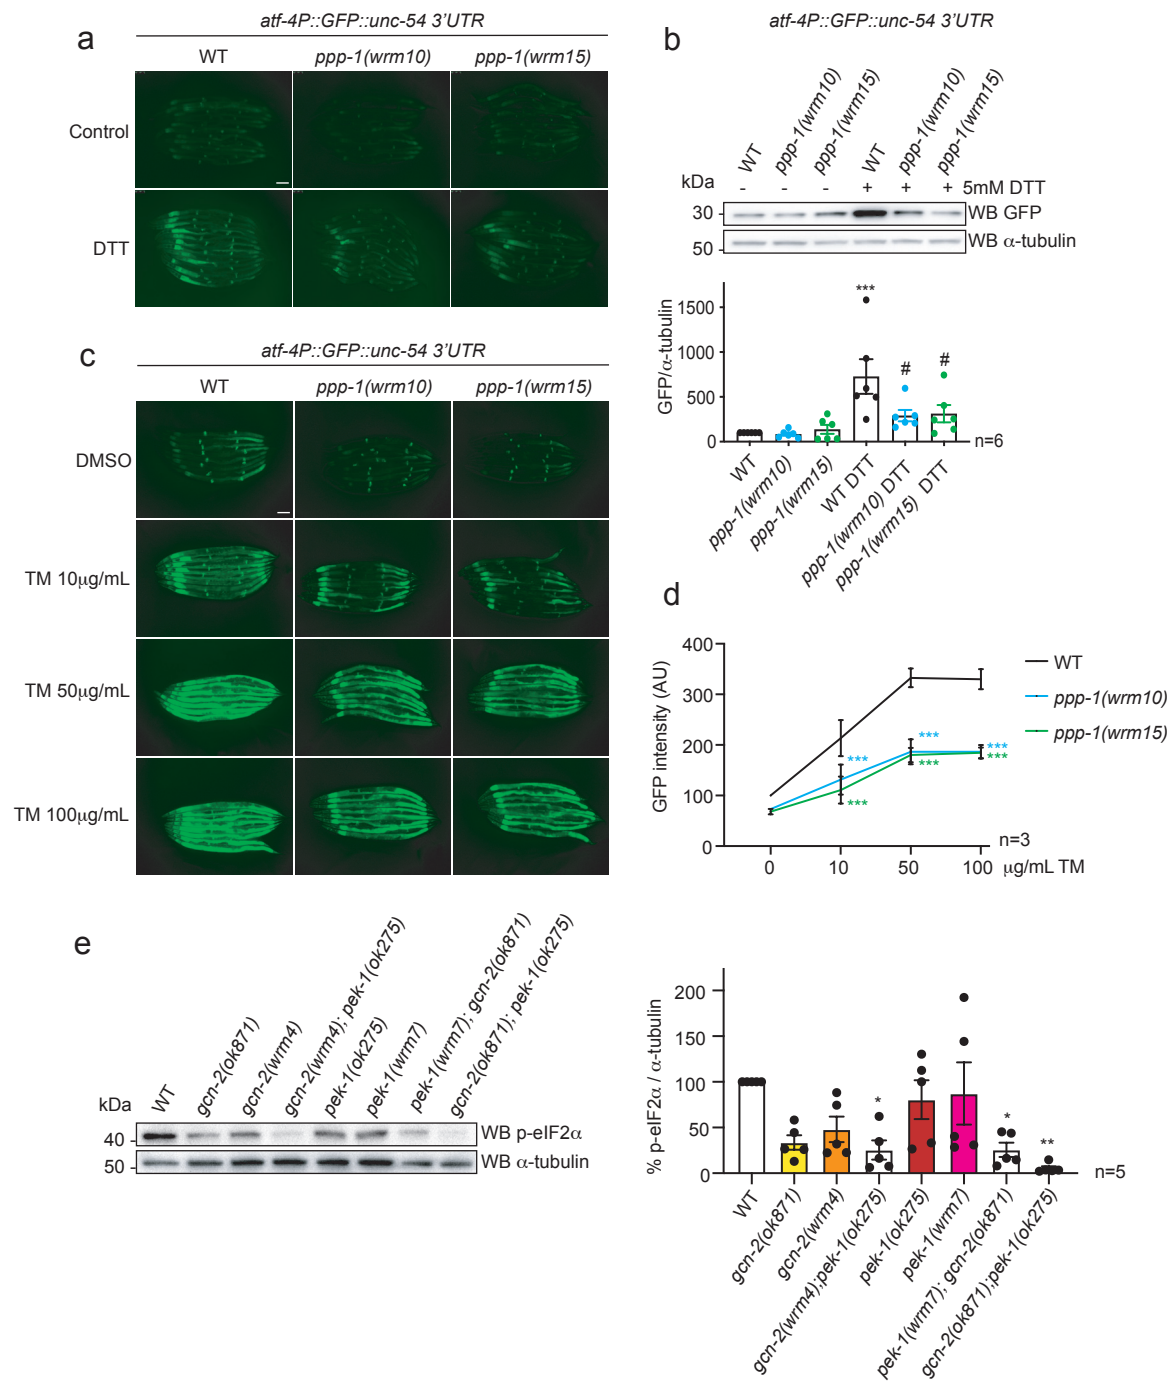 a
atf-4P::GFP::unc-54 3’UTR
WT
ppp-1(wrm10)
ppp-1(wrm15)
Control
DTT
b
atf-4P::GFP::unc-54 3’UTR
WT
ppp-1(wrm10)
ppp-1(wrm15)
WT
ppp-1(wrm10)
ppp-1(wrm15)
kDa
- - - + + + 5mM DTT
30 WB GFP
50 WB α-tubulin
GFP/α-tubulin
1500
1000
500
0
***
#
#
n=6
WT
ppp-1(wrm10)
ppp-1(wrm15)
WT DTT
ppp-1(wrm10) DTT
ppp-1(wrm15) DTT
c
atf-4P::GFP::unc-54 3’UTR
WT
ppp-1(wrm10)
ppp-1(wrm15)
DMSO
TM 10μg/mL
TM 50μg/mL
TM 100μg/mL
d
GFP intensity (AU)
400
300
200
100
0
WT
ppp-1(wrm10)
ppp-1(wrm15)
***
***
***
***
***
***
n=3
0 10 50 100 μg/mL TM
e
WT
gcn-2(ok871)
gcn-2(wrm4)
gcn-2(wrm4); pek-1(ok275)
pek-1(ok275)
pek-1(wrm7)
pek-1(wrm7); gcn-2(ok871)
gcn-2(ok871); pek-1(ok275)
kDa
40 WB p-eIF2α
50 WB α-tubulin
% p-eIF2α / α-tubulin
200
150
100
50
0
*
*
**
n=5
WT
gcn-2(ok871)
gcn-2(wrm4)
gcn-2(wrm4);pek-1(ok275)
pek-1(ok275)
pek-1(wrm7)
pek-1(wrm7); gcn-2(ok871)
gcn-2(ok871);pek-1(ok275)